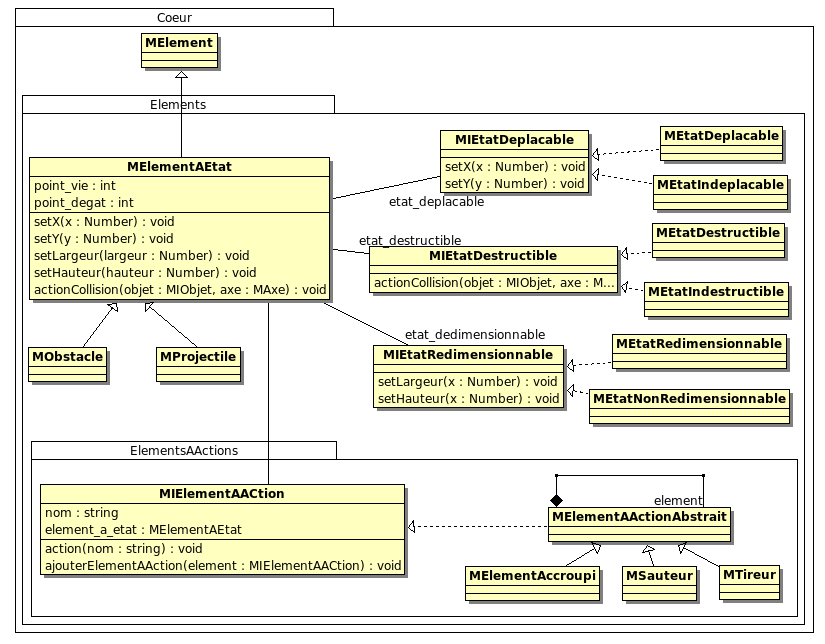 Coeur
MElement
Elements
MElementAEtat
point_vie : int
point_degat : int
setX(x : Number) : void
setY(y : Number) : void
setLargeur(largeur : Number) : void
setHauteur(hauteur : Number) : void
actionCollision(objet : MIObjet, axe : MAxe) : void
MIEtatDeplacable
setX(x : Number) : void
setY(y : Number) : void
etat_deplacable
MEtatDeplacable
MEtatIndeplacable
etat_destructible
MIEtatDestructible
actionCollision(objet : MIObjet, axe : M...
MEtatDestructible
MEtatIndestructible
etat_dedimensionnable
MIEtatRedimensionnable
setLargeur(x : Number) : void
setHauteur(x : Number) : void
MEtatRedimensionnable
MEtatNonRedimensionnable
MObstacle
MProjectile
ElementsAActions
MIElementAACtion
nom : string
element_a_etat : MElementAEtat
action(nom : string) : void
ajouterElementAAction(element : MIElementAACtion) : void
element
MElementAActionAbstrait
MElementAccroupi
MSauteur
MTireur